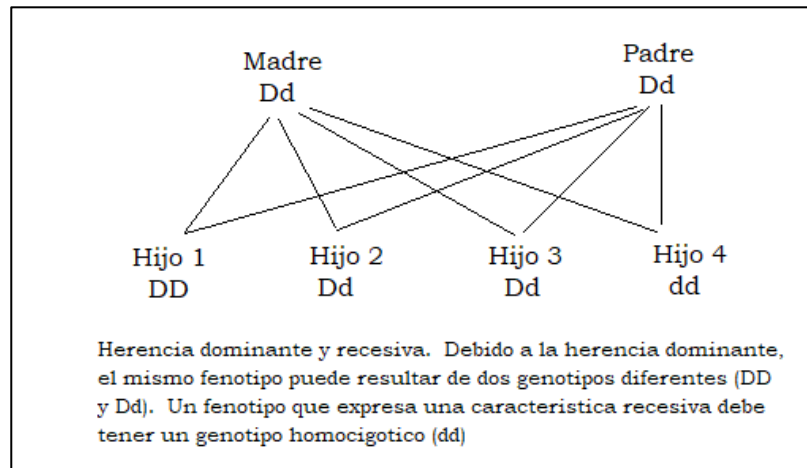 Madre
Dd
Padre
Dd
Hijo 1
DD
Hijo 2
Dd
Hijo 3
Dd
Hijo 4
dd
Herencia dominante y recesiva. Debido a la herencia dominante,
el mismo fenotipo puede resultar de dos genotipos diferentes (DD
y Dd). Un fenotipo que expresa una caracteristica recesiva debe
tener un genotipo homocigotico (dd)